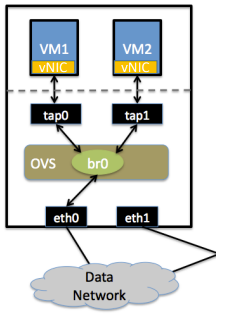 VM1 VM2
vNIC vNIC
tap0 tap1
OVS br0
eth0 eth1
Data
Network